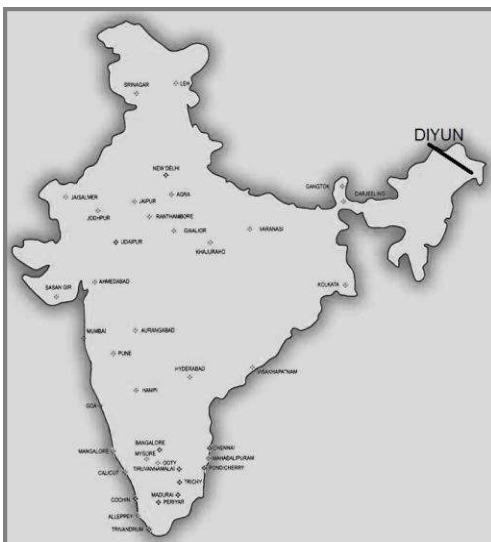 SRINAGAR
LEH
DIYUN
NEW DELHI
GANGTOK
DARJEELING
JAISALMER
JAIPUR
AGRA
JODHPUR
RANTHAMBORE
GWALIOR
VARANASI
UDAIPUR
KHAJURAHO
AHMEDABAD
SASAN GIR
KOLKATA
MUMBAI
AURANGABAD
PUNE
HYDERABAD
VISAKHAPATNAM
HAMPI
GOA
BANGALORE
CHENNAI
MANGALORE
MYSORE
MAHABALIPURAM
OOTY
TIRUVANNAMALAI
PONDICHERRY
CALICUT
TRICHY
MADURAI
COCHIN
PERIYAR
ALLEPPEY
TRIVANDRUM